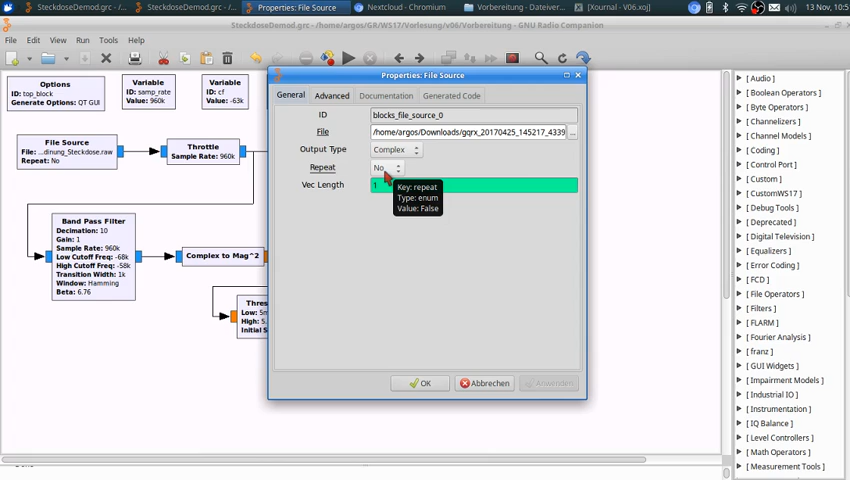 SteckdoseDemod.grc
SteckdoseDemod.grc
Properties: File Source
Nextcloud - Chromium
Vorbereitung - Dateiverw...
[Xournal - V06.xoj]
13 Nov, 10:5
SteckdoseDemod.grc - /home/argos/GR/WS17/Vorlesung/v06/Vorbereitung - GNU Radio Companion
File Edit View Run Tools Help
Options
ID: top_block
Generate Options: QT GUI
Variable
ID: samp_rate
Value: 960k
Variable
ID: cf
Value: -63k
File Source
File: ...dinung_Steckdose.raw
Repeat: No
Throttle
Sample Rate: 960k
Band Pass Filter
Decimation: 10
Gain: 1
Sample Rate: 960k
Low Cutoff Freq: -68k
High Cutoff Freq: -58k
Transition Width: 1k
Window: Hamming
Beta: 6.76
Complex to Mag^2
Thres
Low: 5m
High: 5.
Initial S
Properties: File Source
General Advanced Documentation Generated Code
ID blocks_file_source_0
File /home/argos/Downloads/gqrx_20170425_145217_4339 ...
Output Type Complex
Repeat No
Vec Length 1
Key: repeat
Type: enum
Value: False
OK Abbrechen Anwenden
[ Audio ]
[ Boolean Operators ]
[ Byte Operators ]
[ Channelizers ]
[ Channel Models ]
[ Coding ]
[ Control Port ]
[ CustomWS17 ]
[ Debug Tools ]
[ Deprecated ]
[ Digital Television ]
[ Equalizers ]
[ Error Coding ]
[ FCD ]
[ File Operators ]
[ Filters ]
[ FLARM ]
[ Fourier Analysis ]
[ franz ]
[ GUI Widgets ]
[ Impairment Models ]
[ Industrial IO ]
[ Instrumentation ]
[ IQ Balance ]
[ Level Controllers ]
[ Math Operators ]
[ Measurement Tools ]